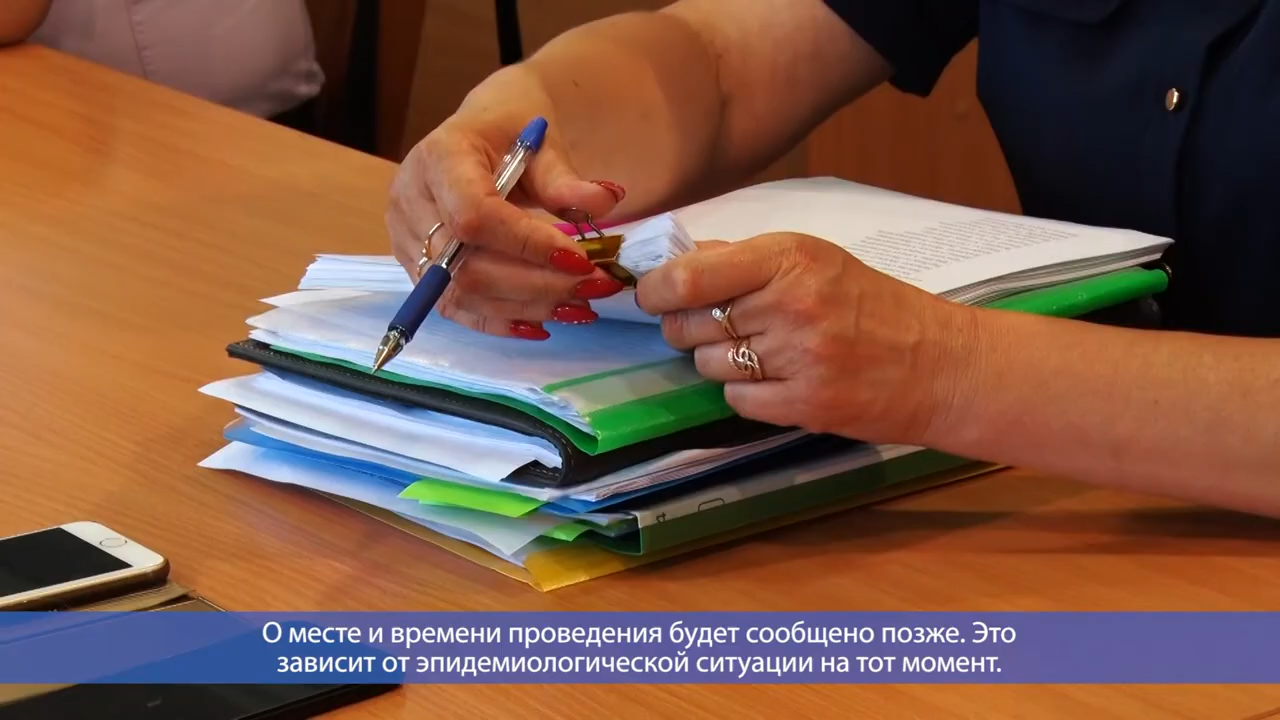 О месте и времени проведения будет сообщено позже. Это
зависит от эпидемиологической ситуации на тот момент.